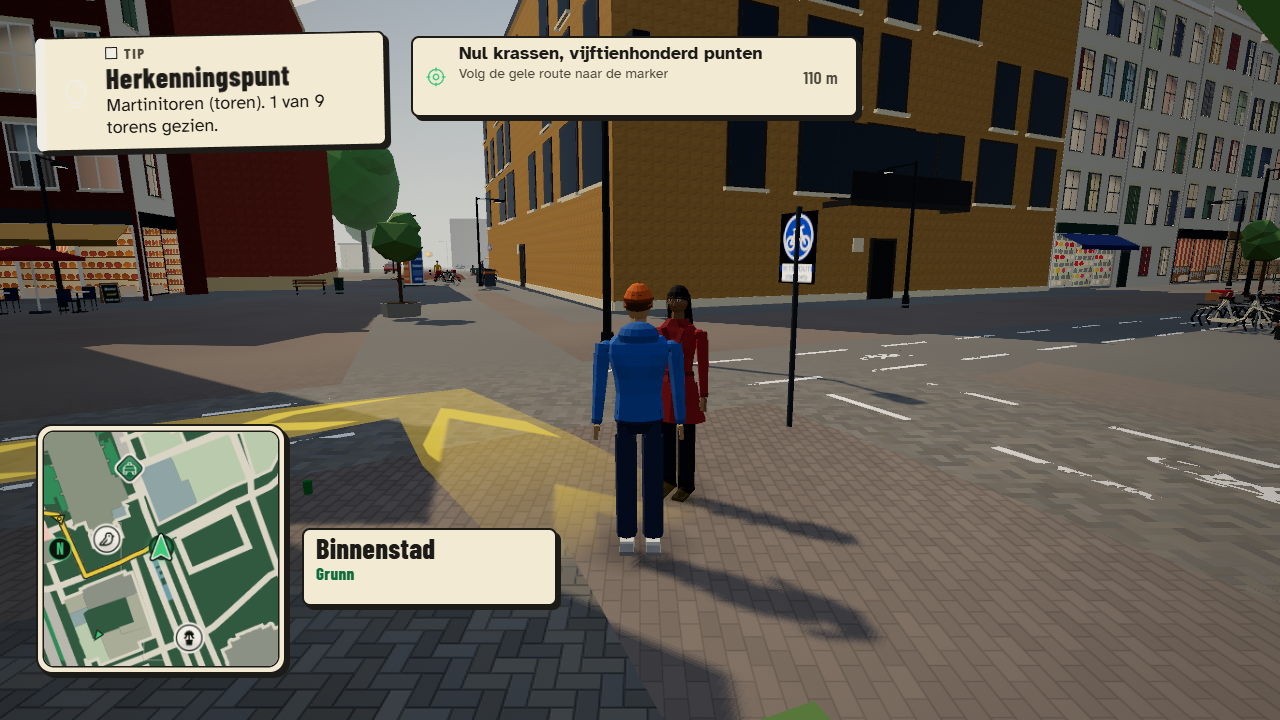 TIP
Herkenningspunt
Martinitoren (toren). 1 van 9
torens gezien.
Nul krassen, vijftienhonderd punten
Volg de gele route naar de marker
110 m
N
Binnenstad
Grunn